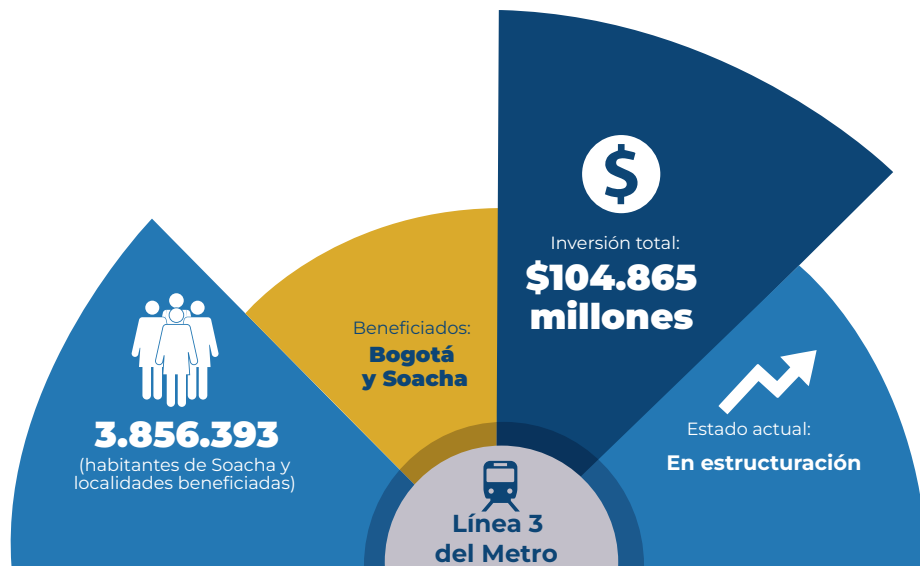 3.856.393
(habitantes de Soacha y
localidades beneficiadas)
Beneficiados:
Bogotá
y Soacha
$
Inversión total:
$104.865
millones
Estado actual:
En estructuración
Línea 3
del Metro